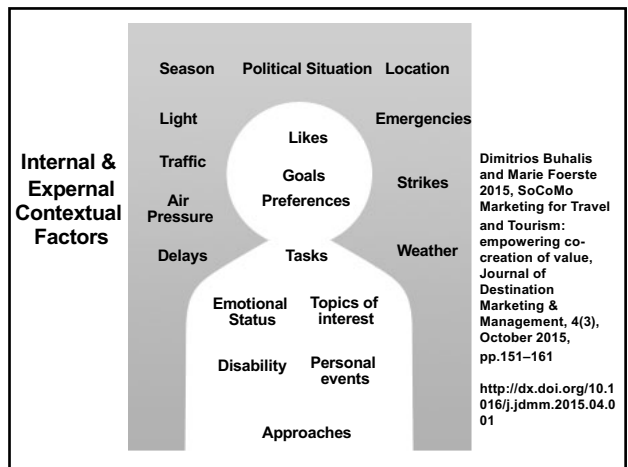 Internal &
Expernal
Contextual
Factors
Season Political Situation Location
Light
Traffic
Air
Pressure
Delays
Likes
Goals
Preferences
Tasks
Emotional
Status
Topics of
interest
Disability
Personal
events
Approaches
Emergencies
Strikes
Weather
Dimitrios Buhalis
and Marie Foerste
2015, SoCoMo
Marketing for Travel
and Tourism:
empowering co-
creation of value,
Journal of
Destination
Marketing &
Management, 4(3),
October 2015,
pp.151–161
http://dx.doi.org/10.1
016/j.jdmm.2015.04.0
01